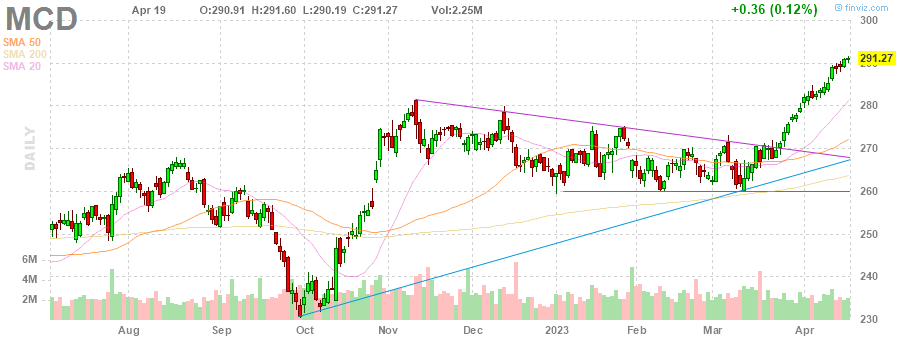 MCD Apr 19 O:290.91 H:291.60 L:290.19 C:291.27 Vol:2.25M +0.36 (0.12%) © finviz.com
SMA 50
SMA 200
SMA 20
DAILY
300
291.27
290
280
270
260
250
240
230
6M
4M
2M
Aug Sep Oct Nov Dec 2023 Feb Mar Apr